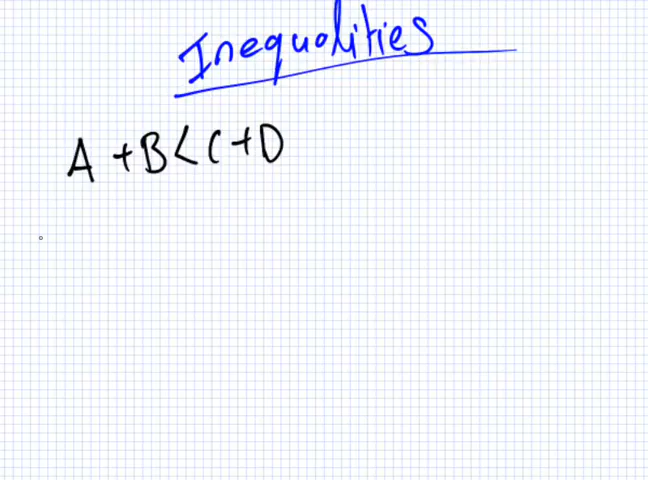 Inequalities
A + B < C + D